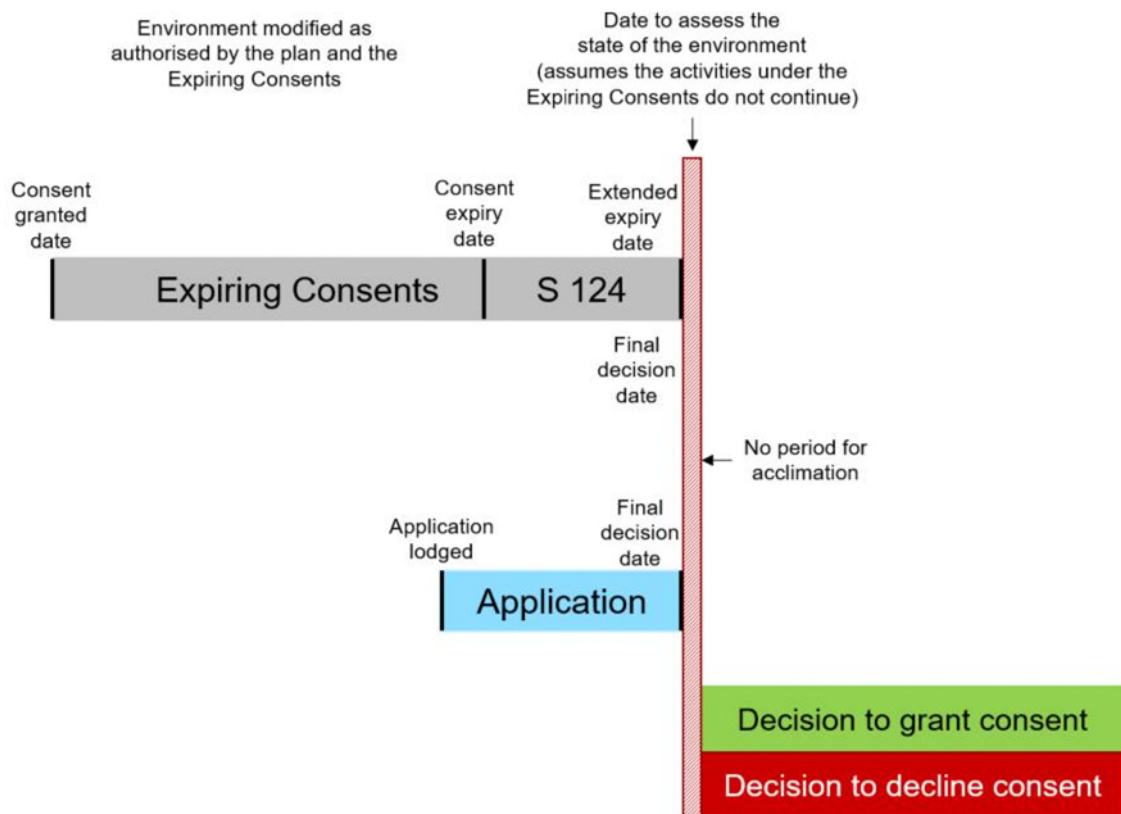 Environment modified as
authorised by the plan and the
Expiring Consents
Date to assess the
state of the environment
(assumes the activities under the
Expiring Consents do not continue)
Consent
granted
date
Consent
expiry
date
Extended
expiry
date
Expiring Consents
S 124
Final
decision
date
No period for
acclimation
Application
lodged
Final
decision
date
Application
Decision to grant consent
Decision to decline consent